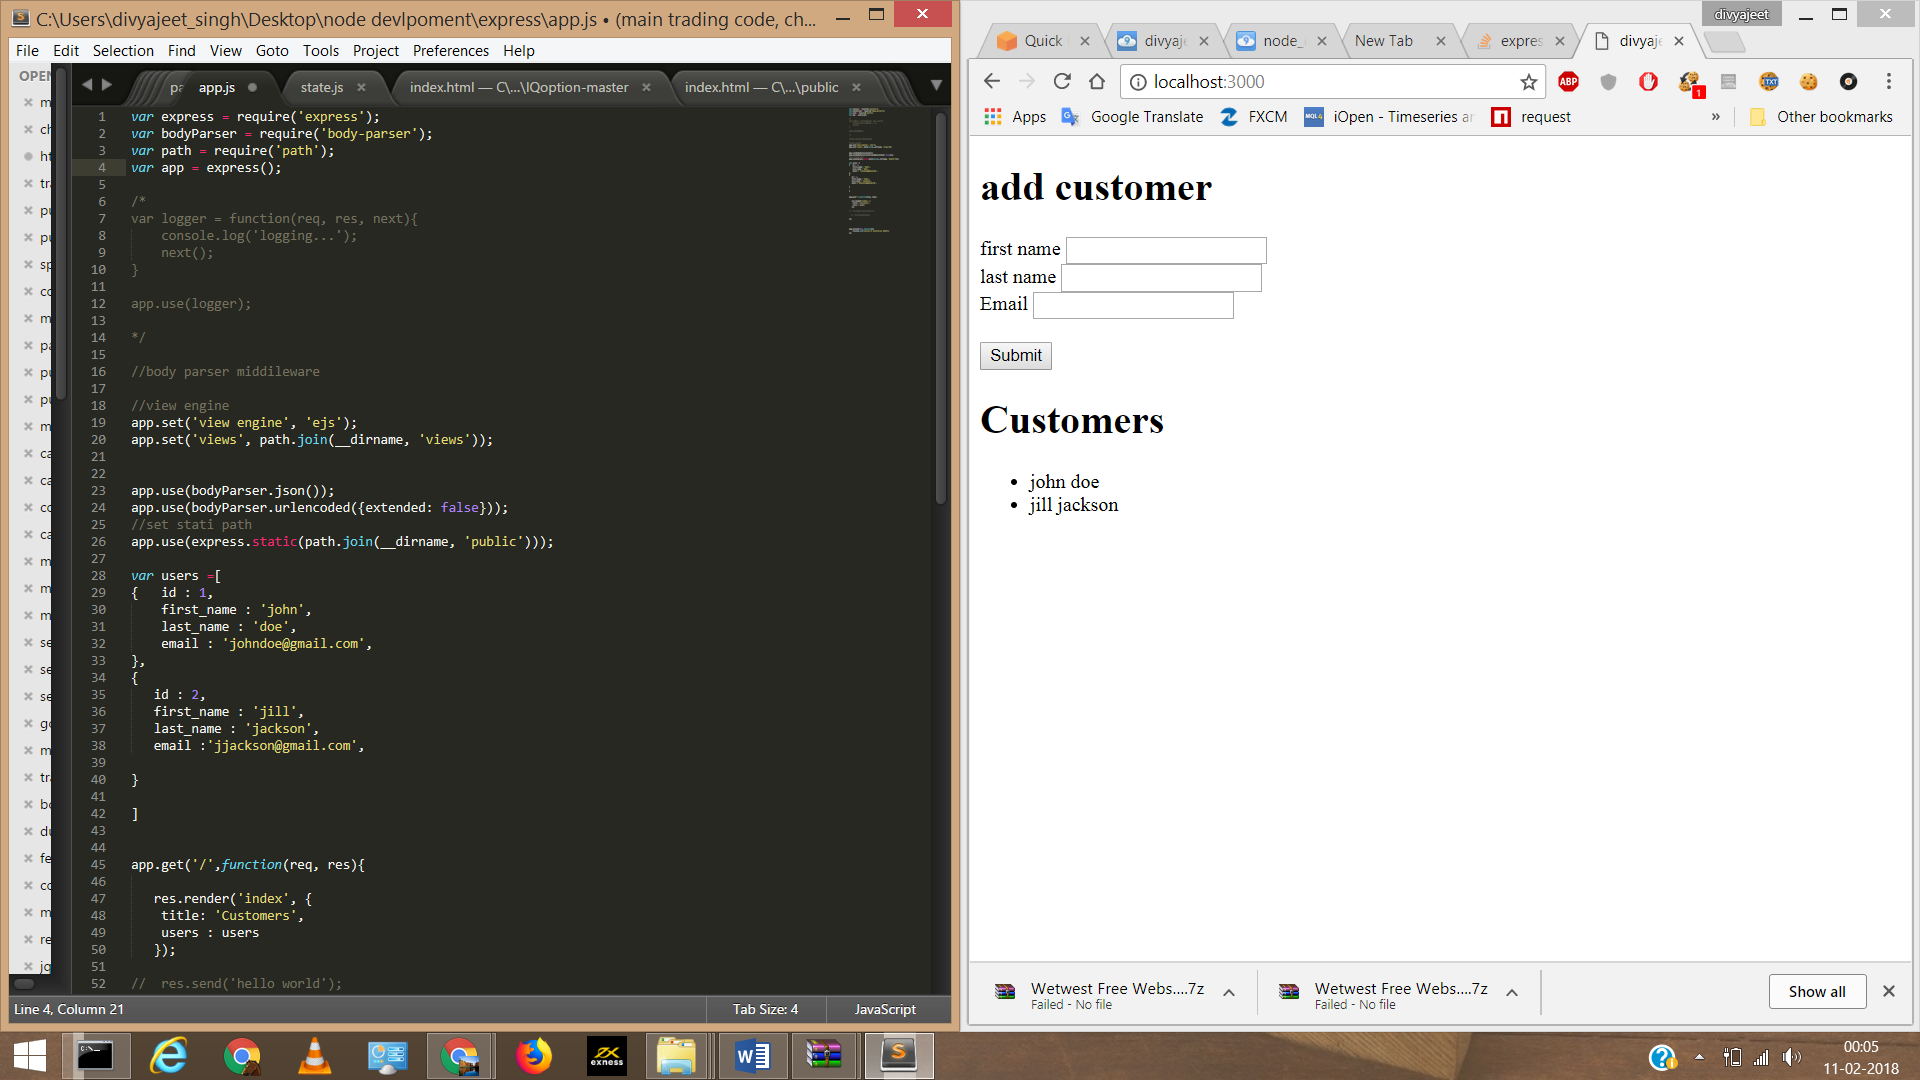 C:\Users\divyajeet_singh\Desktop\node devlpoment\express\app.js • (main trading code, ch...
File Edit Selection Find View Goto Tools Project Preferences Help
OPEN
app.js
state.js
index.html — C\...\IQoption-master
index.html — C\...\public
1 var express = require('express');
2 var bodyParser = require('body-parser');
3 var path = require('path');
4 var app = express();
5
6 /*
7 var logger = function(req, res, next){
8 console.log('logging...');
9 next();
10 }
11
12 app.use(logger);
13
14 */
15
16 //body parser middileware
17
18 //view engine
19 app.set('view engine', 'ejs');
20 app.set('views', path.join(__dirname, 'views'));
21
22
23 app.use(bodyParser.json());
24 app.use(bodyParser.urlencoded({extended: false}));
25 //set stati path
26 app.use(express.static(path.join(__dirname, 'public')));
27
28 var users =[
29 { id : 1,
30 first_name : 'john',
31 last_name : 'doe',
32 email : 'johndoe@gmail.com',
33 },
34 {
35 id : 2,
36 first_name : 'jill',
37 last_name : 'jackson',
38 email :'jjackson@gmail.com',
39
40 }
41
42 ]
43
44
45 app.get('/',function(req, res){
46
47 res.render('index', {
48 title: 'Customers',
49 users : users
50 });
51
52 // res.send('hello world');
Line 4, Column 21
Tab Size: 4
JavaScript
divyajeet
Quick
divyaje
node_
New Tab
expres
divyaje
localhost:3000
ABP
1
TXT
Apps
Google Translate
FXCM
MQL4
iOpen - Timeseries ar
request
»
Other bookmarks
add customer
first name
last name
Email
Submit
Customers
• john doe
• jill jackson
Wetwest Free Webs....7z
Failed - No file
Wetwest Free Webs....7z
Failed - No file
Show all
exness
00:05
11-02-2018